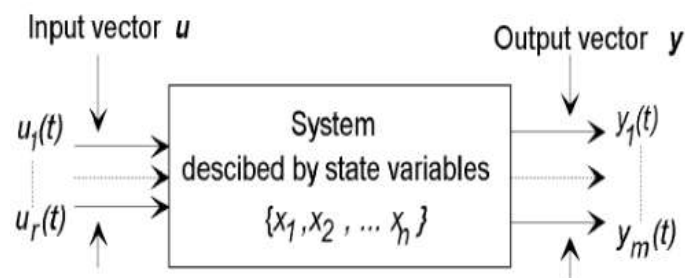 Input vector u
Output vector y
u₁(t)
System
y₁(t)
descibed by state variables
uᵣ(t)
{x₁,x₂ , ... xₙ }
yₘ(t)